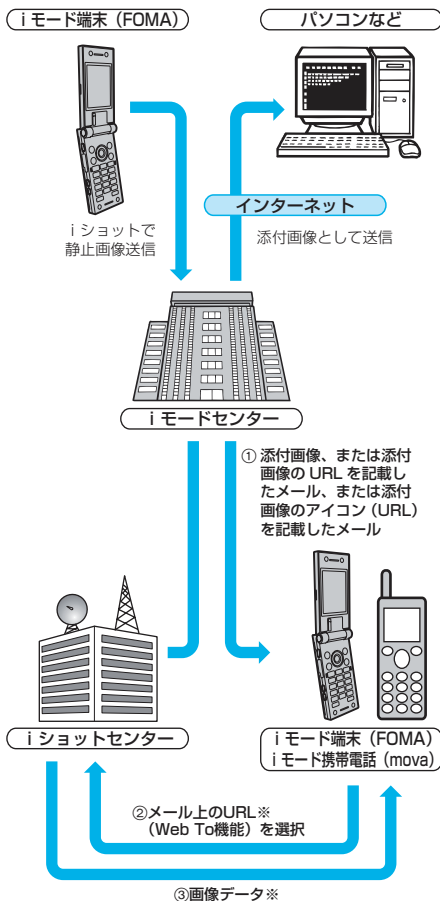 iモード端末（FOMA）
パソコンなど
インターネット
iショットで
静止画像送信
添付画像として送信
iモードセンター
① 添付画像、または添付
画像の URL を記載し
たメール、または添付
画像のアイコン（URL）
を記載したメール
iショットセンター
iモード端末（FOMA）
iモード携帯電話（mova）
②メール上のURL※
（Web To機能）を選択
③画像データ※